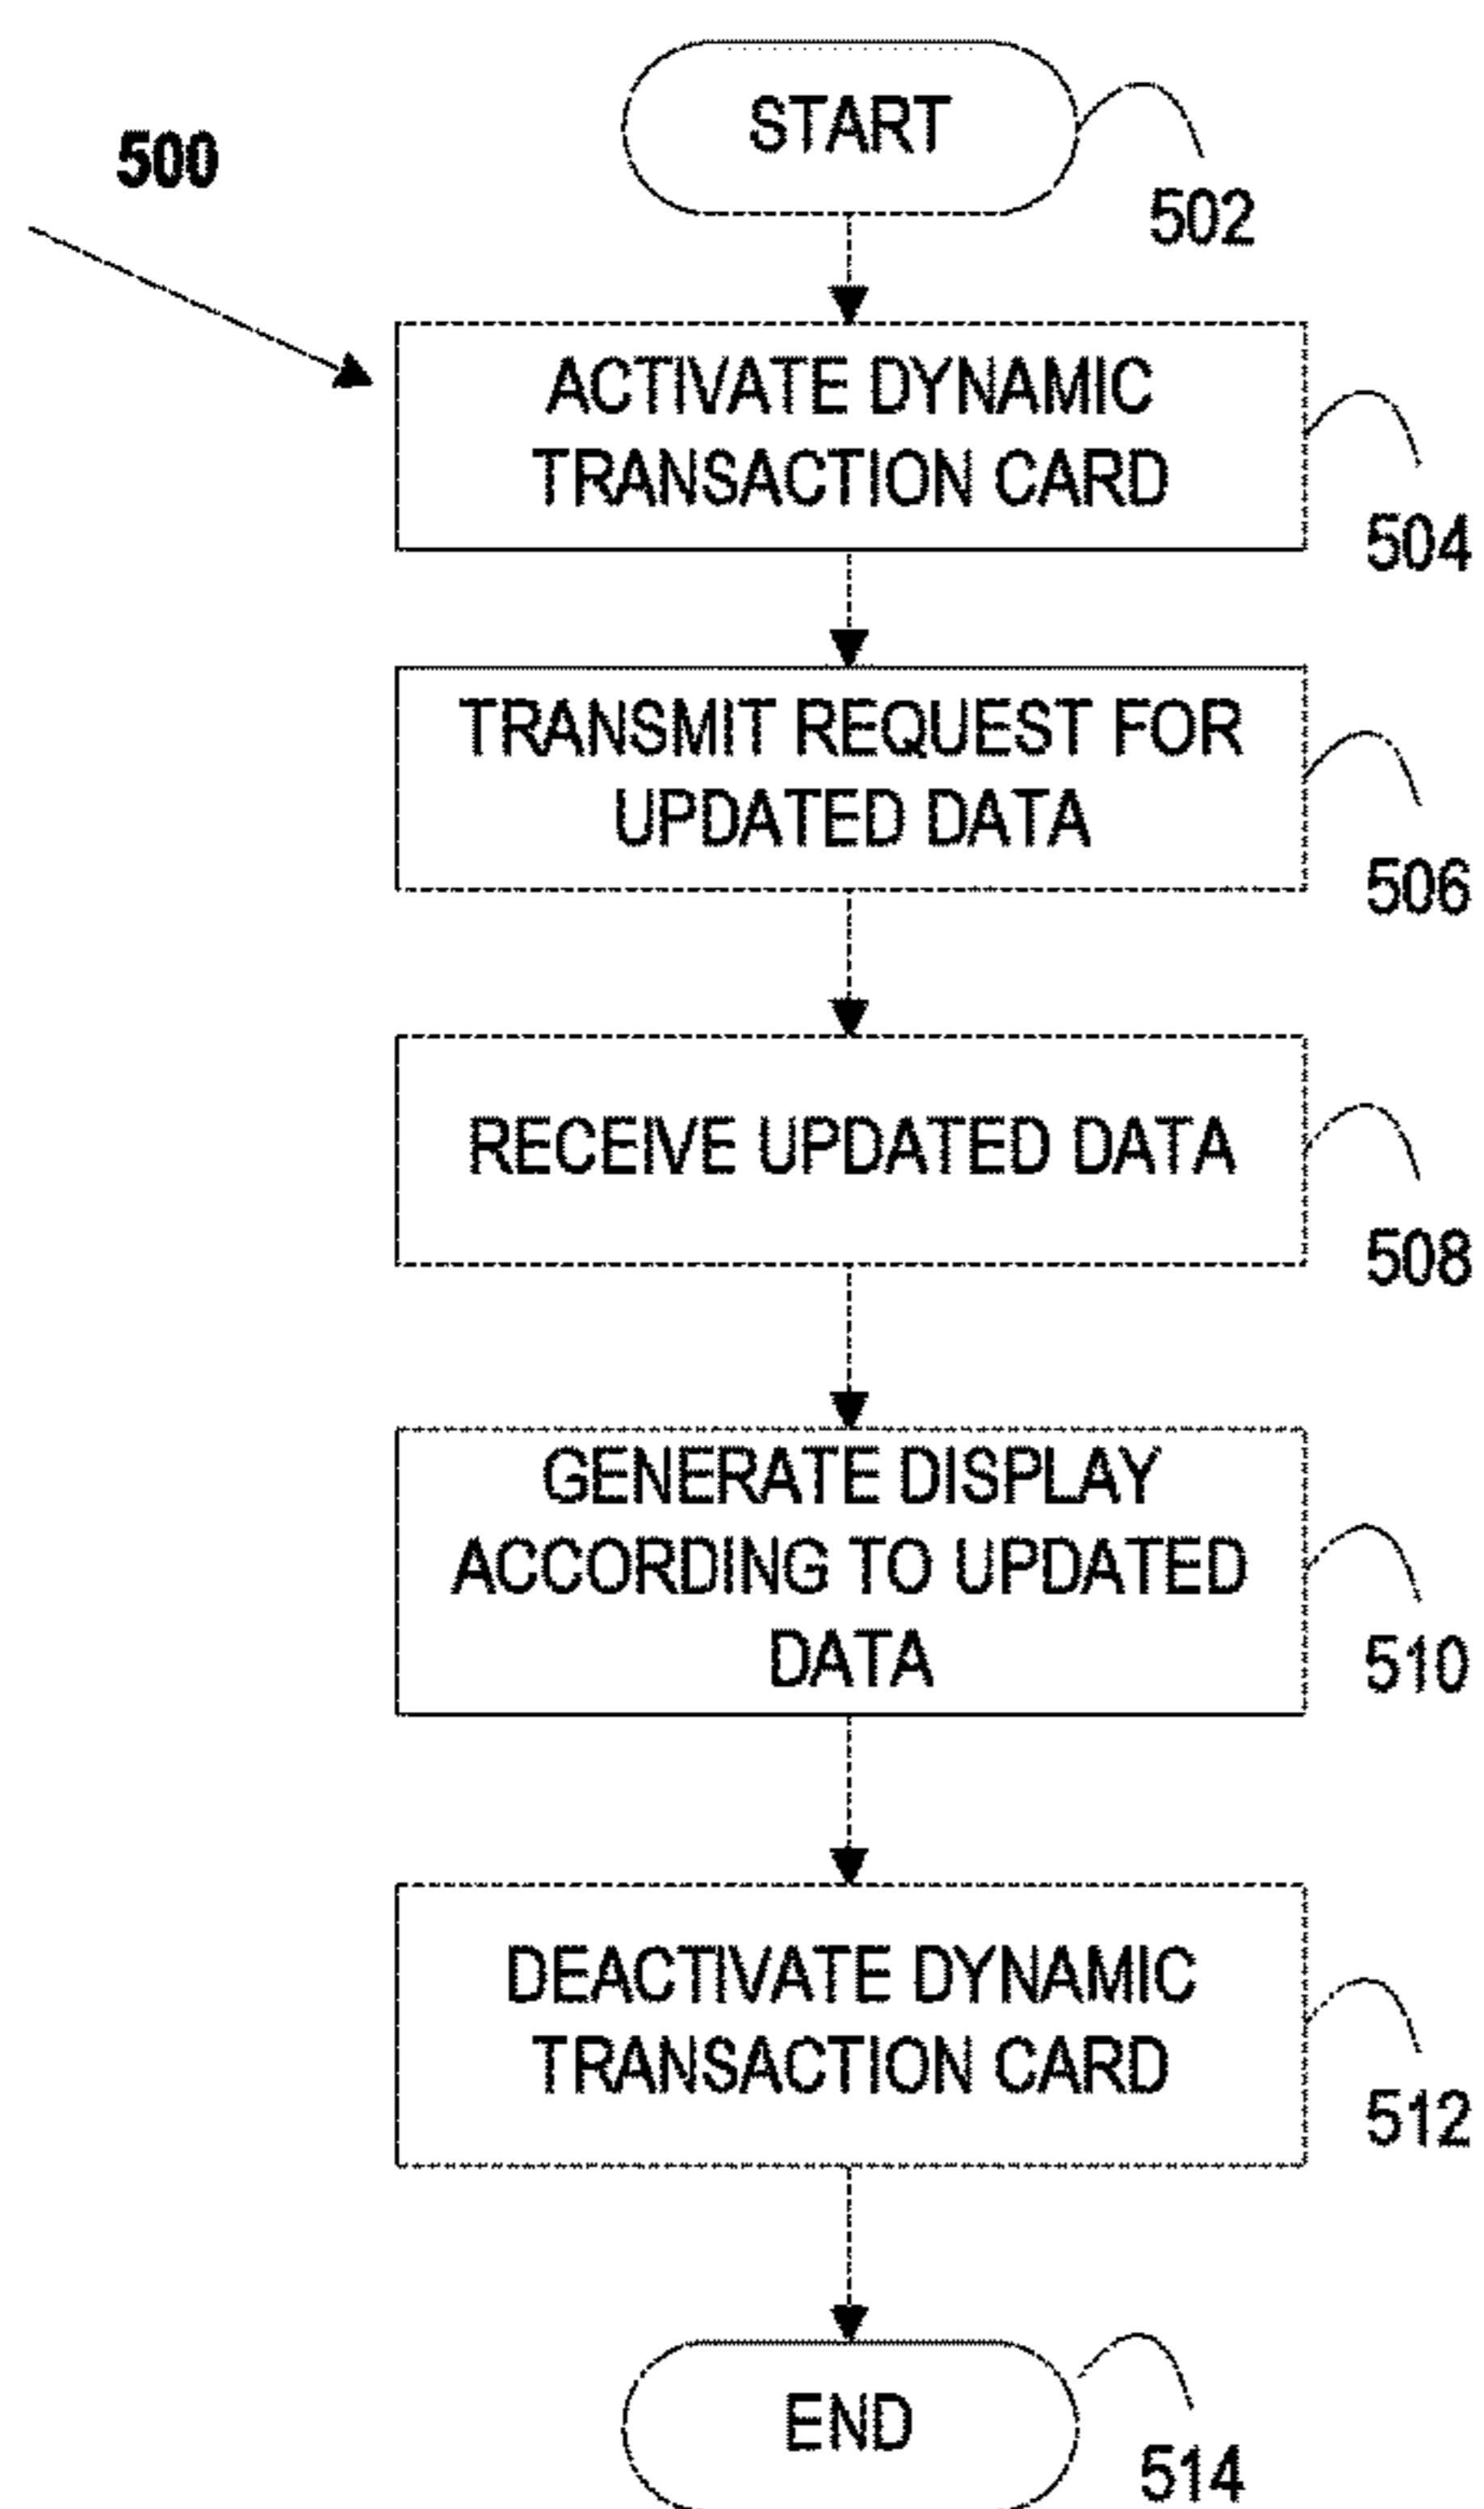 START
500
502
ACTIVATE DYNAMIC
TRANSACTION CARD
504
TRANSMIT REQUEST FOR
UPDATED DATA
506
RECEIVE UPDATED DATA
508
GENERATE DISPLAY
ACCORDING TO UPDATED
DATA
510
DEACTIVATE DYNAMIC
TRANSACTION CARD
512
END
514